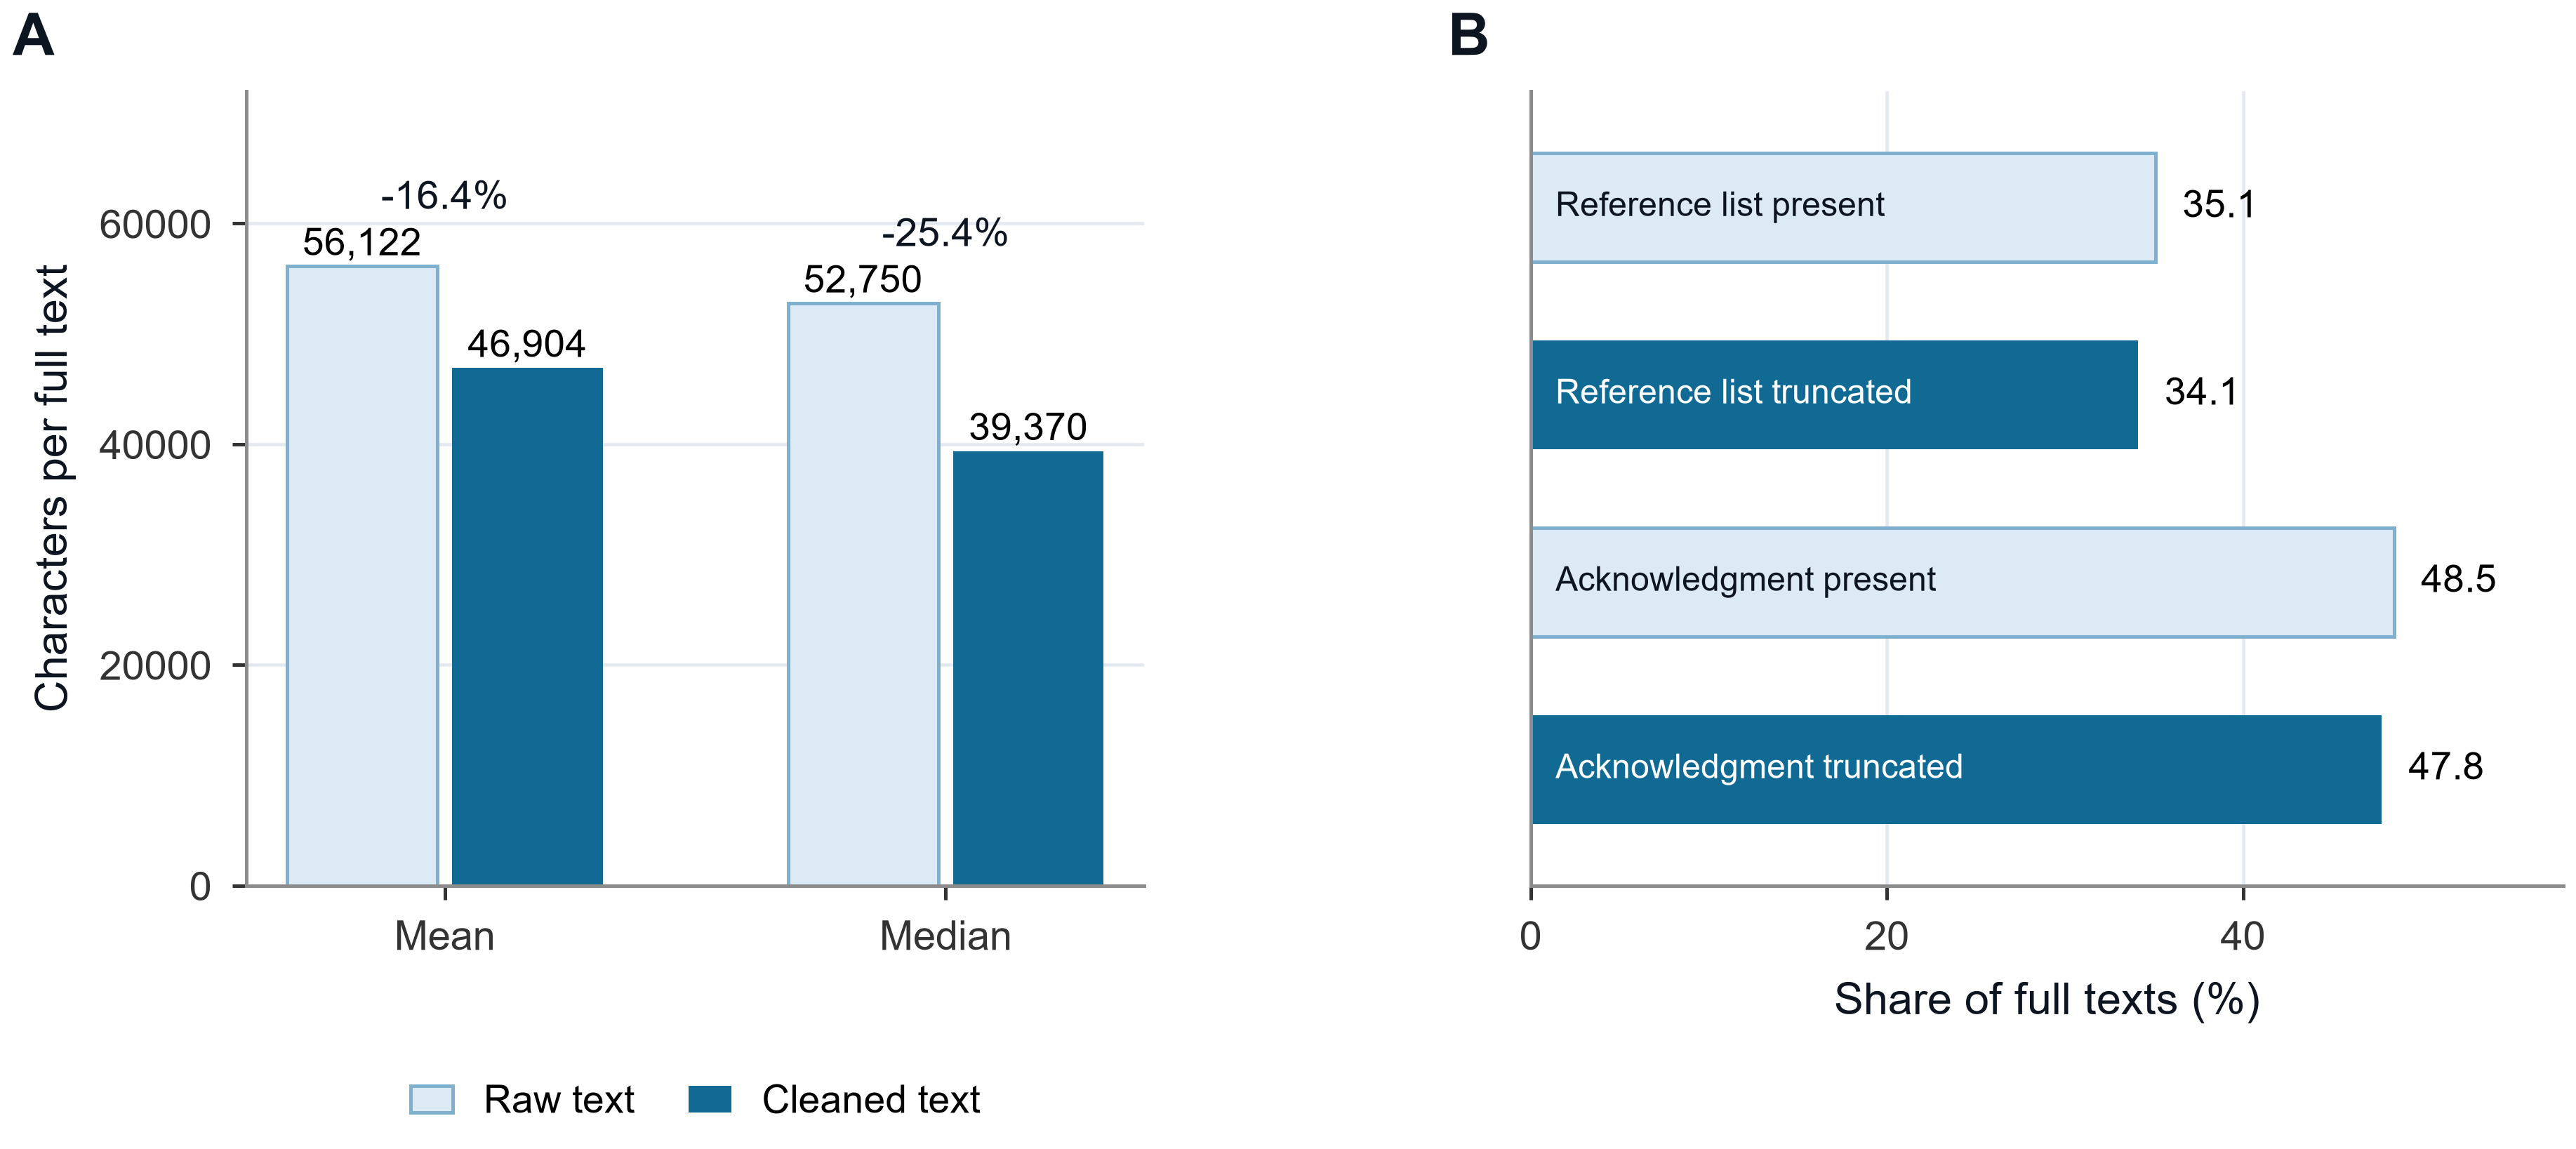 A
Characters per full text
60000
40000
20000
0
-16.4%
56,122
46,904
-25.4%
52,750
39,370
Mean
Median
Raw text
Cleaned text
B
Reference list present
35.1
Reference list truncated
34.1
Acknowledgment present
48.5
Acknowledgment truncated
47.8
0
20
40
Share of full texts (%)